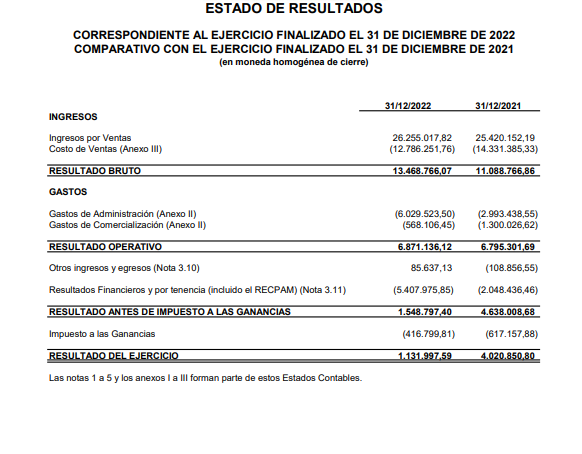 ESTADO DE RESULTADOS
CORRESPONDIENTE AL EJERCICIO FINALIZADO EL 31 DE DICIEMBRE DE 2022
COMPARATIVO CON EL EJERCICIO FINALIZADO EL 31 DE DICIEMBRE DE 2021
(en moneda homogénea de cierre)
31/12/2022 31/12/2021
INGRESOS
Ingresos por Ventas 26.255.017,82 25.420.152,19
Costo de Ventas (Anexo III) (12.786.251,76) (14.331.385,33)
RESULTADO BRUTO 13.468.766,07 11.088.766,86
GASTOS
Gastos de Administración (Anexo II) (6.029.523,50) (2.993.438,55)
Gastos de Comercialización (Anexo II) (568.106,45) (1.300.026,62)
RESULTADO OPERATIVO 6.871.136,12 6.795.301,69
Otros ingresos y egresos (Nota 3.10) 85.637,13 (108.856,55)
Resultados Financieros y por tenencia (incluido el RECPAM) (Nota 3.11) (5.407.975,85) (2.048.436,46)
RESULTADO ANTES DE IMPUESTO A LAS GANANCIAS 1.548.797,40 4.638.008,68
Impuesto a las Ganancias (416.799,81) (617.157,88)
RESULTADO DEL EJERCICIO 1.131.997,59 4.020.850,80
Las notas 1 a 5 y los anexos I a III forman parte de estos Estados Contables.